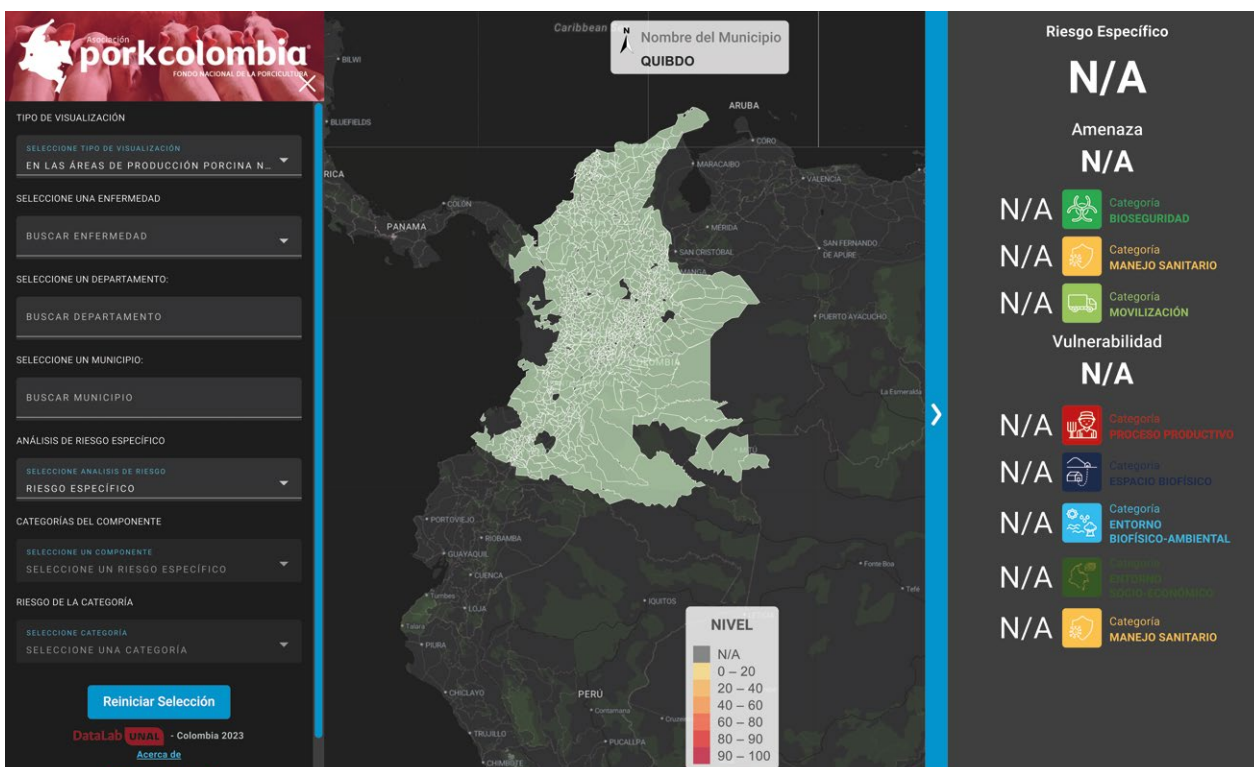 Asociación
porkcolombia
FONDO NACIONAL DE LA PORCICULTURA
TIPO DE VISUALIZACIÓN
SELECCIONE TIPO DE VISUALIZACIÓN
EN LAS ÁREAS DE PRODUCCIÓN PORCINA N...
SELECCIONE UNA ENFERMEDAD
BUSCAR ENFERMEDAD
SELECCIONE UN DEPARTAMENTO:
BUSCAR DEPARTAMENTO
SELECCIONE UN MUNICIPIO:
BUSCAR MUNICIPIO
ANÁLISIS DE RIESGO ESPECÍFICO
SELECCIONE ANALISIS DE RIESGO
RIESGO ESPECÍFICO
CATEGORÍAS DEL COMPONENTE
SELECCIONE UN COMPONENTE
SELECCIONE UN RIESGO ESPECÍFICO
RIESGO DE LA CATEGORÍA
SELECCIONE CATEGORÍA
SELECCIONE UNA CATEGORÍA
Reiniciar Selección
DataLab UNAL - Colombia 2023
Acerca de
Caribbean
N
Nombre del Municipio
QUIBDO
BILWI
BLUEFIELDS
ARUBA
CORO
MARACAIBO
VALENCIA
RICA
COLÓN
PANAMA
MÉRIDA
SAN CRISTÓBAL
SAN FERNANDO
DE APURE
PUERTO AYACUCHO
La Esmeralda
PORTOVIEJO
RIOBAMBA
GUAYAQUIL
CUENCA
Tumbes
LOJA
Talara
PIURA
IQUITOS
Fonte Boa
Tefé
CHICLAYO
PERÚ
Contamana
TRUJILLO
PUCALLPA
CHIMBOTE
NIVEL
N/A
0 – 20
20 – 40
40 – 60
60 – 80
80 – 90
90 – 100
Riesgo Específico
N/A
Amenaza
N/A
N/A Categoría
BIOSEGURIDAD
N/A Categoría
MANEJO SANITARIO
N/A Categoría
MOVILIZACIÓN
Vulnerabilidad
N/A
N/A Categoría
PROCESO PRODUCTIVO
N/A Categoría
ESPACIO BIOFÍSICO
N/A Categoría
ENTORNO
BIOFÍSICO-AMBIENTAL
N/A Categoría
ENTORNO
SOCIO-ECONÓMICO
N/A Categoría
MANEJO SANITARIO